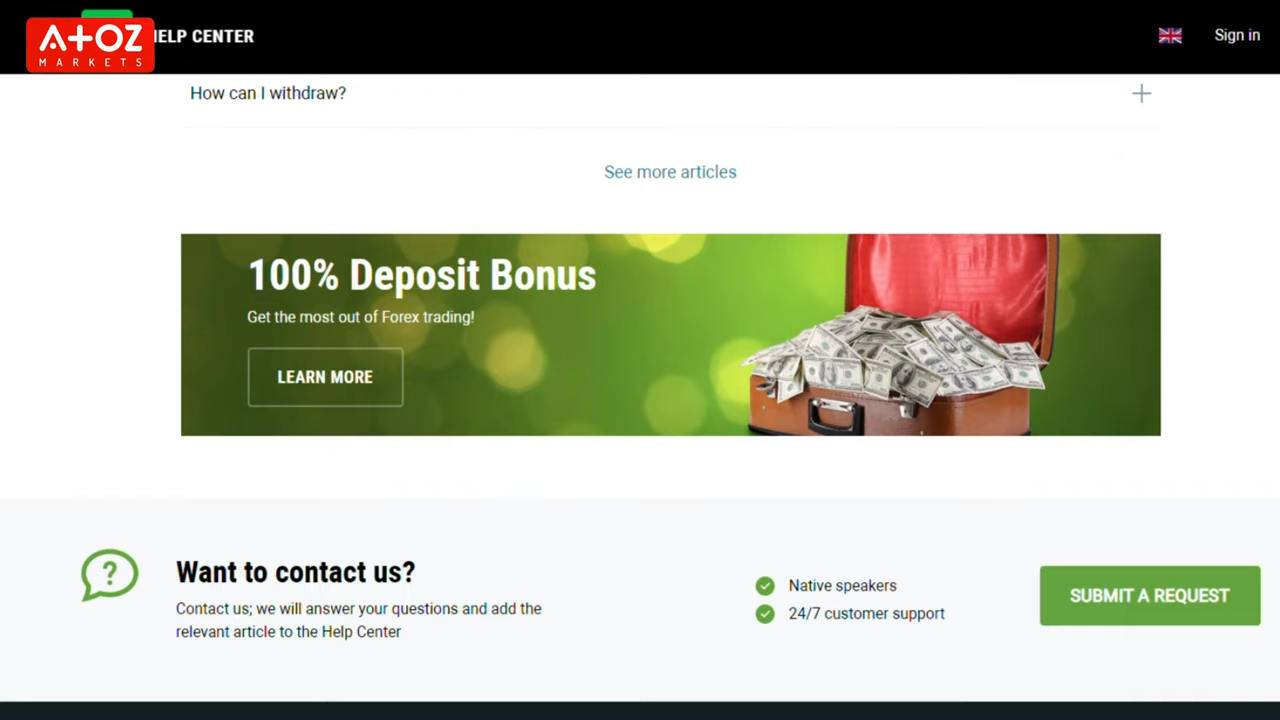 A+OZ
MARKETS
HELP CENTER
Sign in
How can I withdraw?
See more articles
100% Deposit Bonus
Get the most out of Forex trading!
LEARN MORE
Want to contact us?
Contact us; we will answer your questions and add the
relevant article to the Help Center
Native speakers
24/7 customer support
SUBMIT A REQUEST